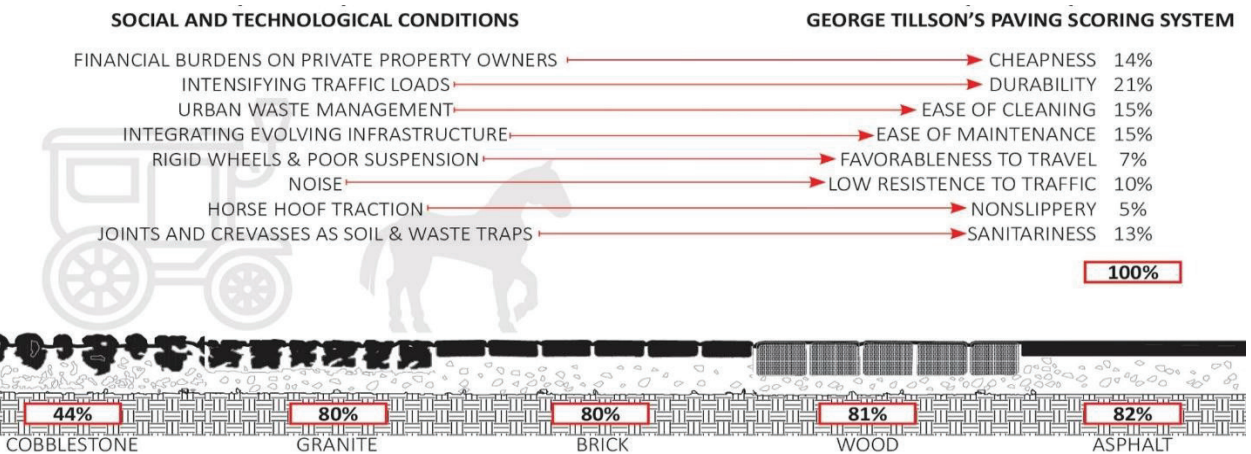 SOCIAL AND TECHNOLOGICAL CONDITIONS GEORGE TILLSON'S PAVING SCORING SYSTEM
FINANCIAL BURDENS ON PRIVATE PROPERTY OWNERS CHEAPNESS 14%
INTENSIFYING TRAFFIC LOADS DURABILITY 21%
URBAN WASTE MANAGEMENT EASE OF CLEANING 15%
INTEGRATING EVOLVING INFRASTRUCTURE EASE OF MAINTENANCE 15%
RIGID WHEELS & POOR SUSPENSION FAVORABLENESS TO TRAVEL 7%
NOISE LOW RESISTENCE TO TRAFFIC 10%
HORSE HOOF TRACTION NONSLIPPERY 5%
JOINTS AND CREVASSES AS SOIL & WASTE TRAPS SANITARINESS 13%
100%
44% 80% 80% 81% 82%
COBBLESTONE GRANITE BRICK WOOD ASPHALT